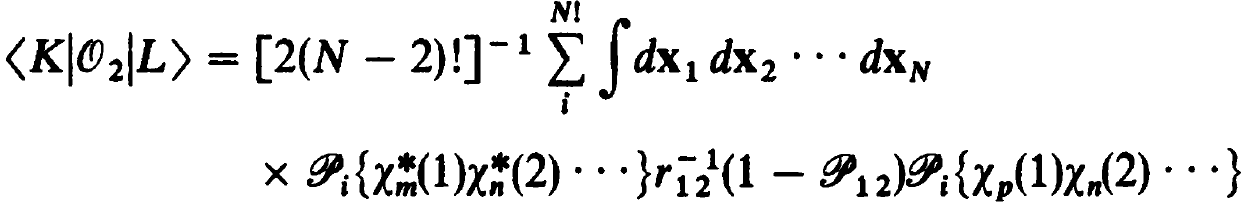 ⟨K|𝒪₂|L⟩ = [2(N − 2)!]⁻¹ ∑ᵢᴺ! ∫dx₁ dx₂ ··· dx_N
× 𝒫ᵢ{χ*ₘ(1)χ*ₙ(2) ···}r₁₂⁻¹(1 − 𝒫₁₂)𝒫ᵢ{χₚ(1)χₙ(2) ···}